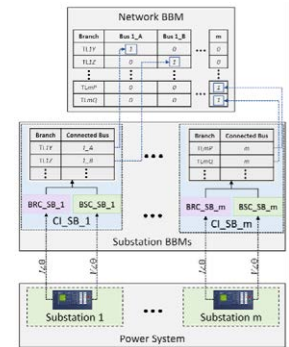 Network BBM
Branch Bus 1_A Bus 1_B m
TL1Y 1 0 0
TL1Z 0 1 0
TLmP 0 0 1
TLmQ 0 0 1
Branch Connected Bus
TL1Y 1_A
TL1Z 1_B
BRC_SB_1 BSC_SB_1
CI_SB_1
Branch Connected Bus
TLmP m
TLmQ m
BRC_SB_m BSC_SB_m
CI_SB_m
Substation BBMs
Substation 1
Substation m
Power System